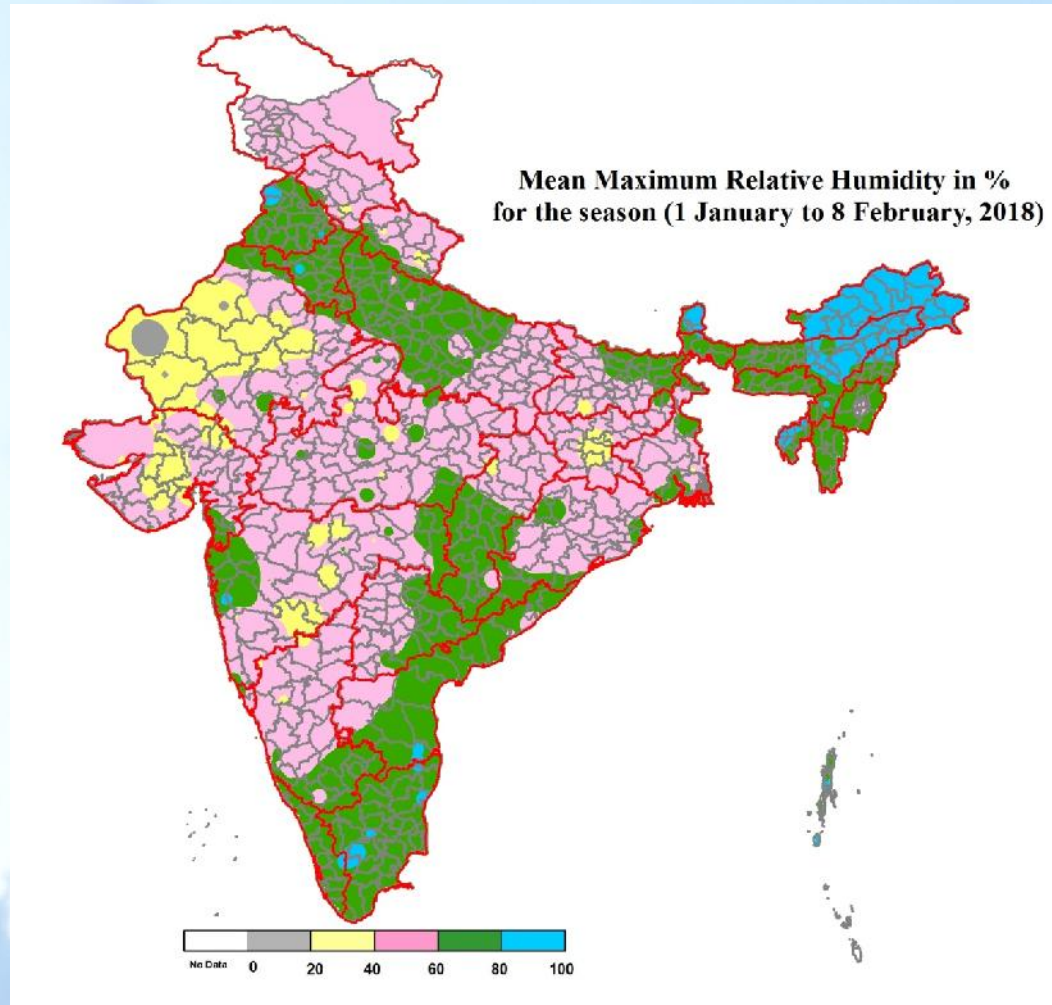 Mean Maximum Relative Humidity in %
for the season (1 January to 8 February, 2018)
No Data 0 20 40 60 80 100